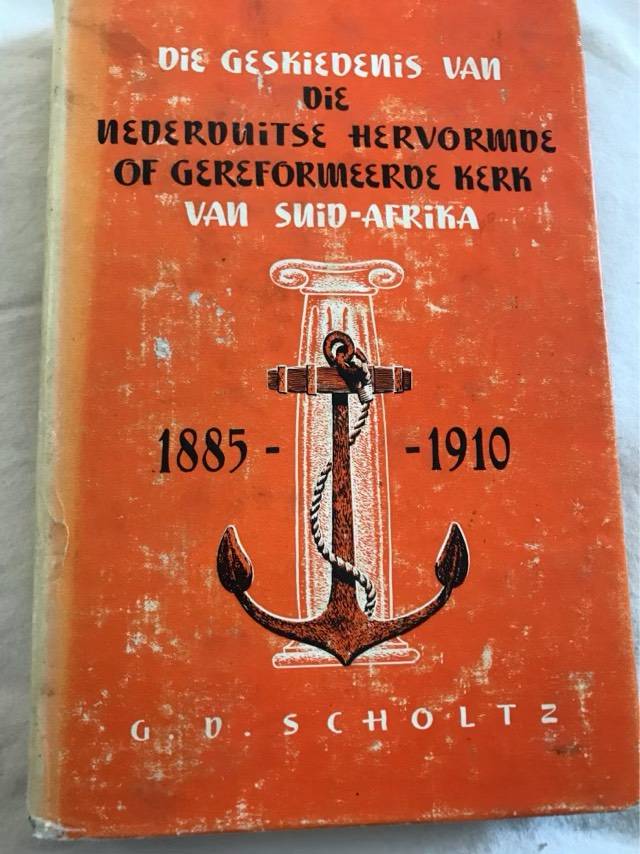 Die Geskiedenis van
Die
Nederduitse Hervormde
of Gereformeerde Kerk
van Suid-Afrika
1885 - - 1910
G. D. SCHOLTZ